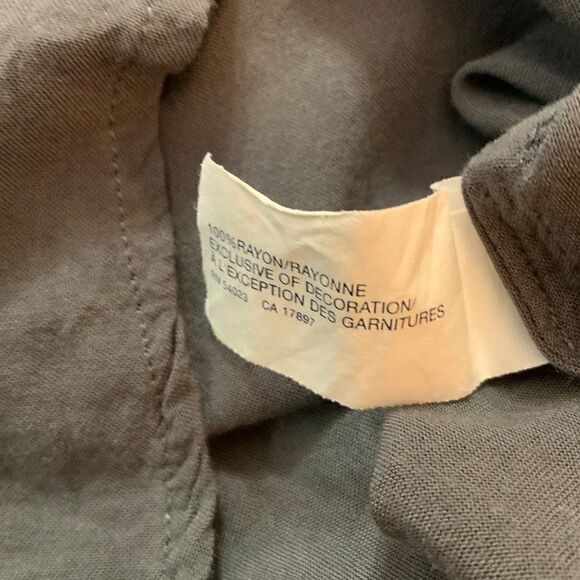 100%RAYON/RAYONNE
EXCLUSIVE OF DECORATION/
À L'EXCEPTION DES GARNITURES
RN 54023 CA 17897